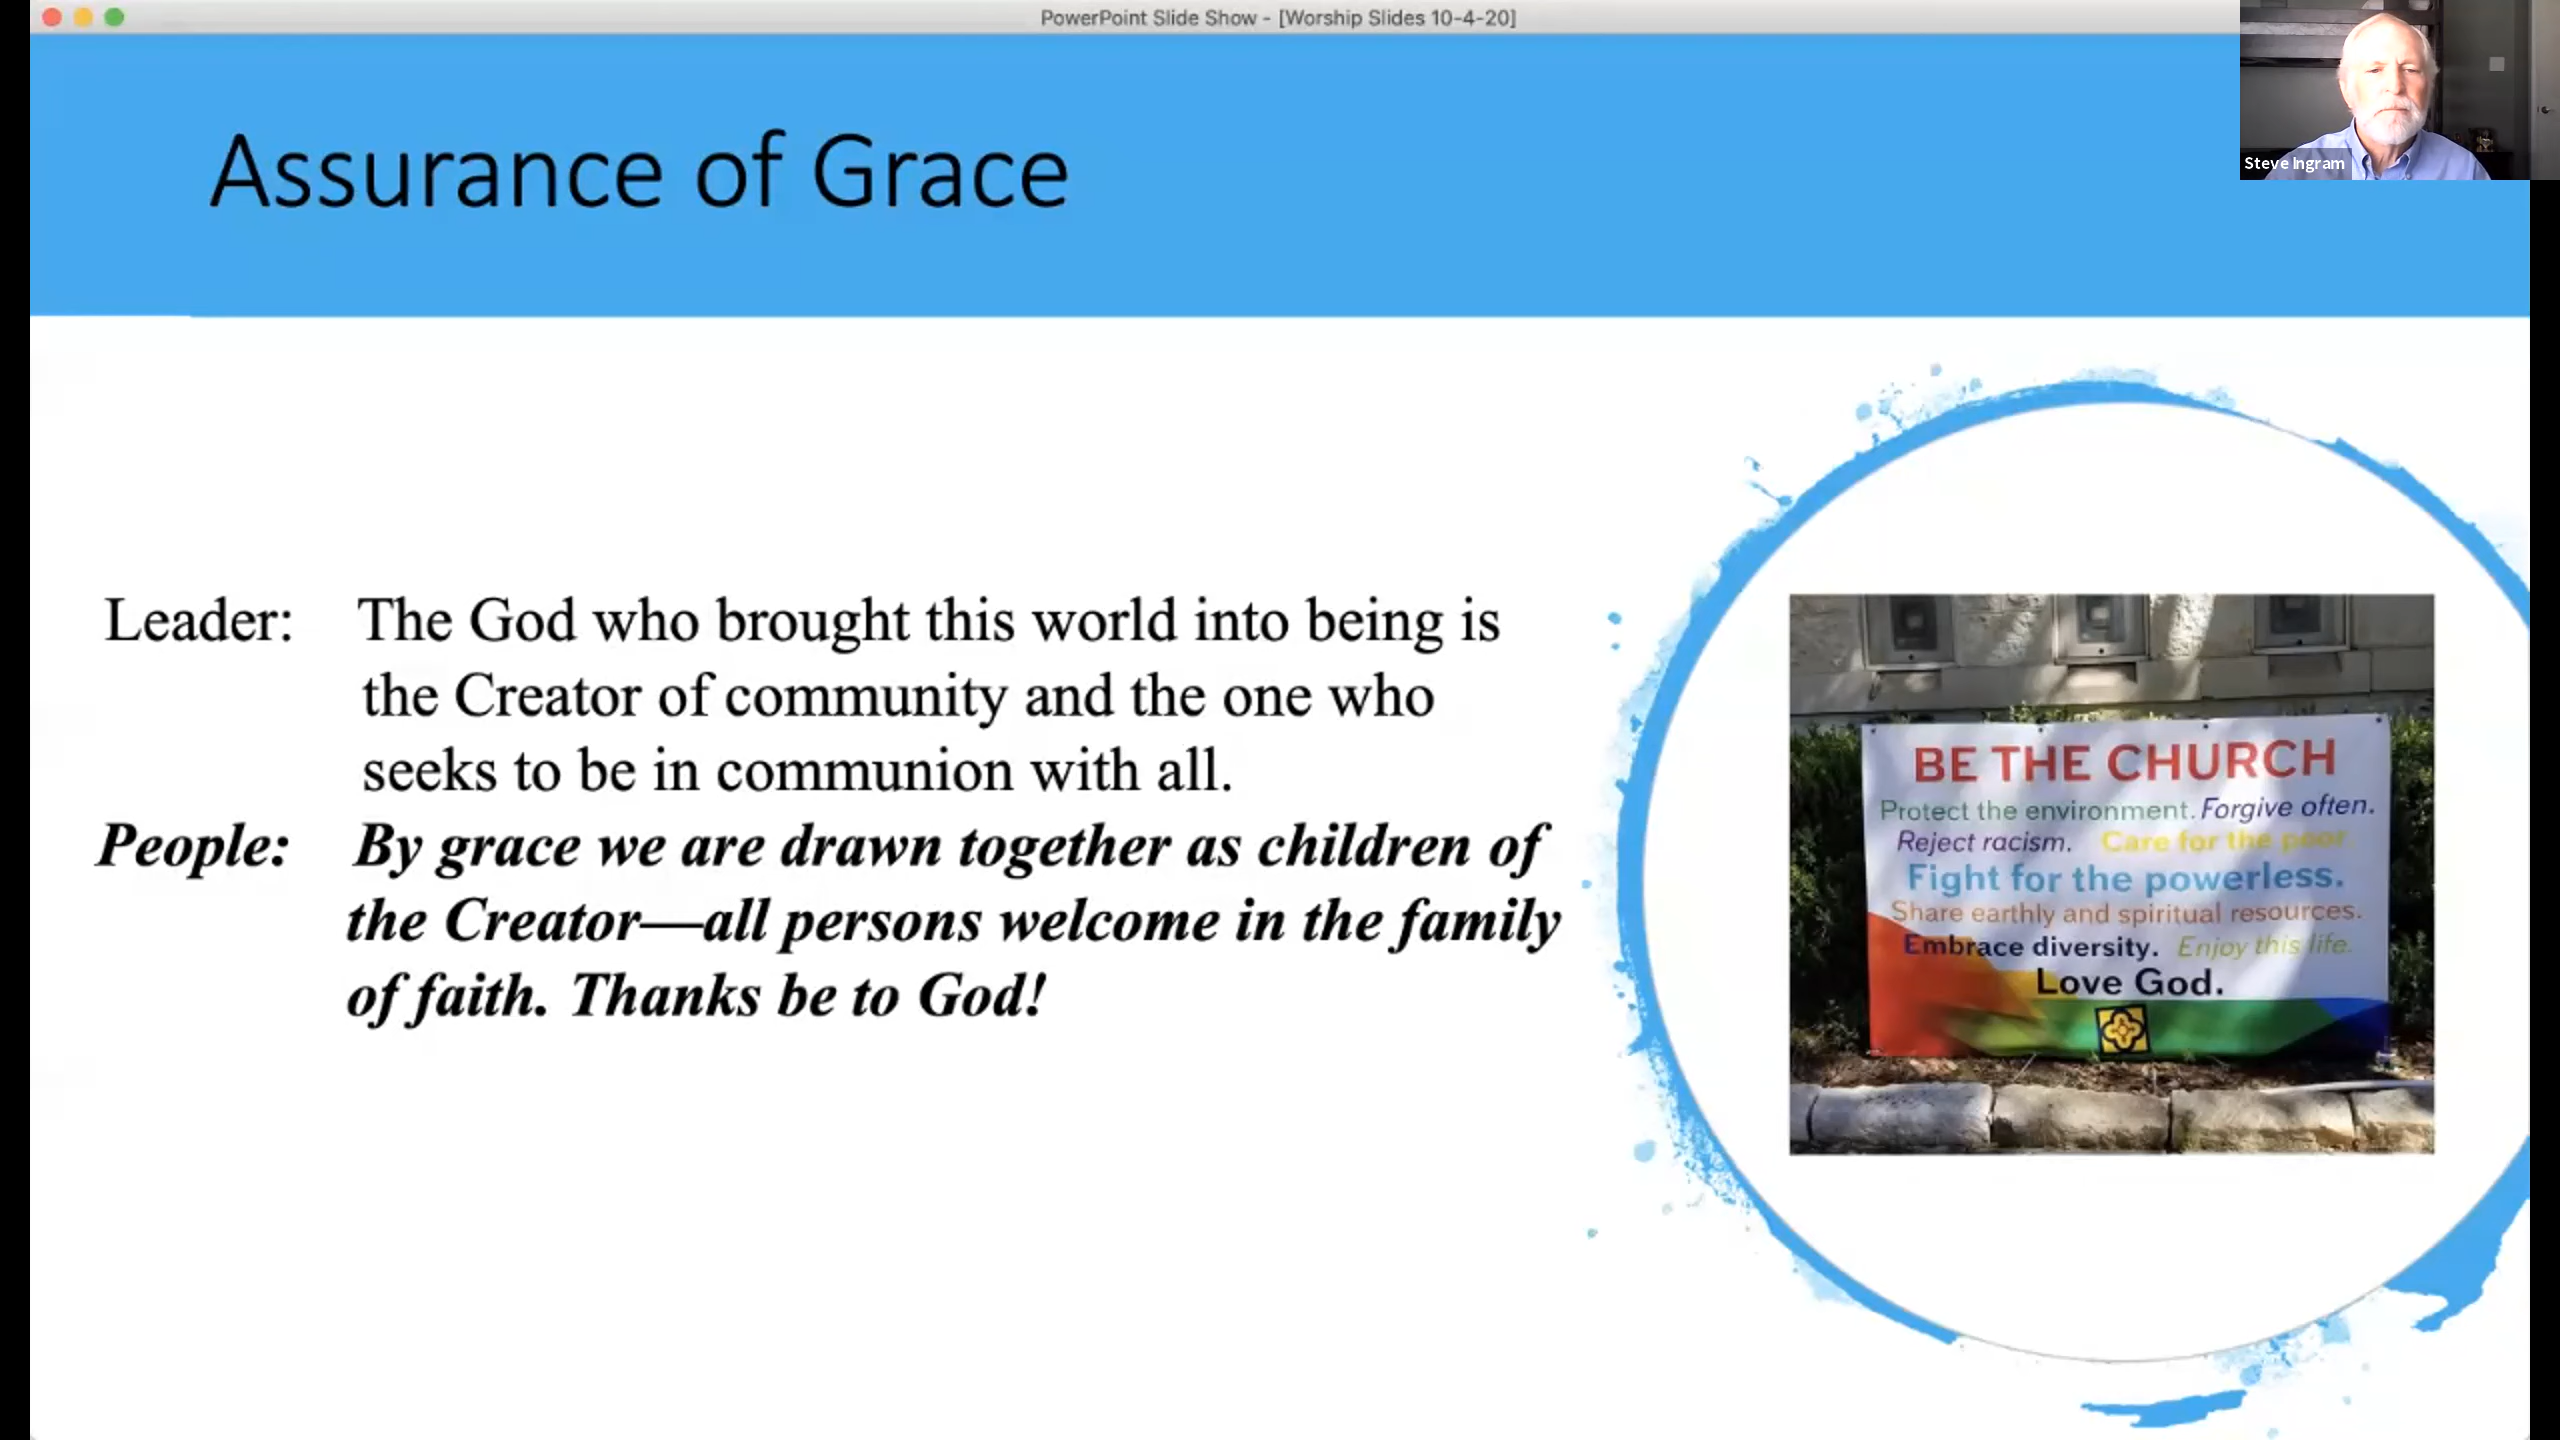 PowerPoint Slide Show - [Worship Slides 10-4-20]
Steve Ingram
Assurance of Grace
Leader: The God who brought this world into being is
the Creator of community and the one who
seeks to be in communion with all.
People: By grace we are drawn together as children of
the Creator—all persons welcome in the family
of faith. Thanks be to God!
BE THE CHURCH
Protect the environment. Forgive often.
Reject racism. Care for the poor.
Fight for the powerless.
Share earthly and spiritual resources.
Embrace diversity. Enjoy this life.
Love God.